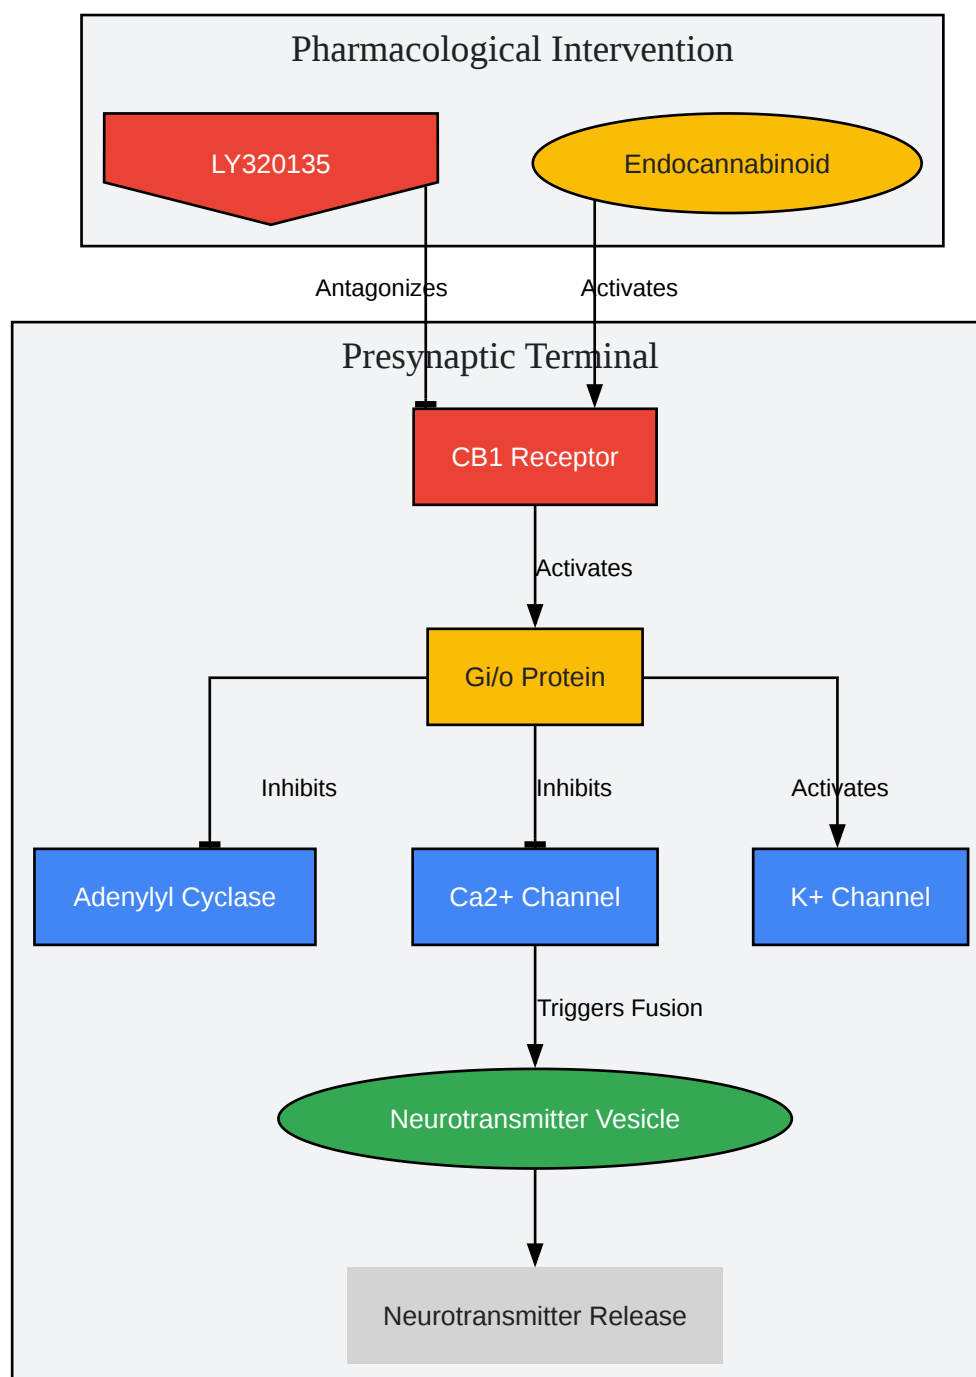 Pharmacological Intervention
LY320135
Endocannabinoid
Antagonizes
Activates
Presynaptic Terminal
CB1 Receptor
Activates
Gi/o Protein
Inhibits
Inhibits
Activates
Adenylyl Cyclase
Ca2+ Channel
K+ Channel
Triggers Fusion
Neurotransmitter Vesicle
Neurotransmitter Release